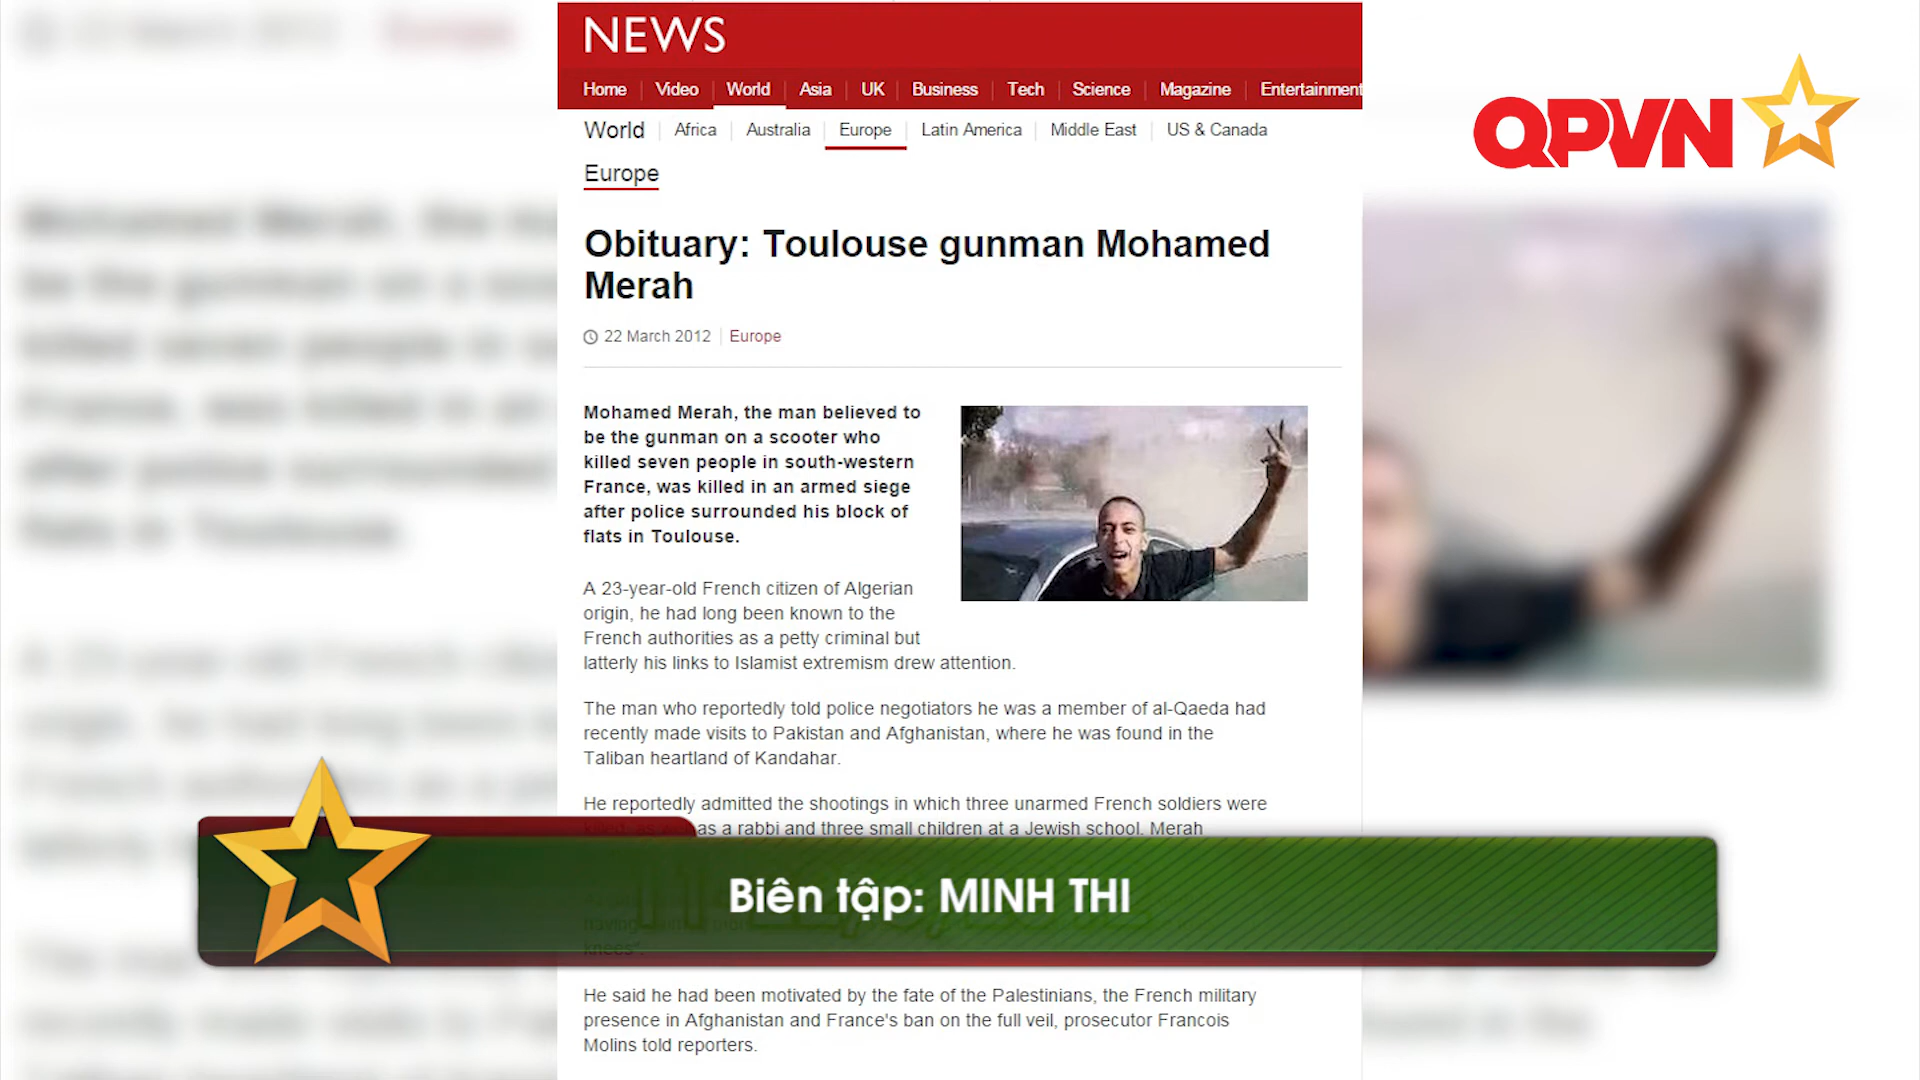 NEWS
Home Video World Asia UK Business Tech Science Magazine Entertainment
World Africa Australia Europe Latin America Middle East US & Canada
Europe
QPVN
Obituary: Toulouse gunman Mohamed
Merah
22 March 2012 Europe
Mohamed Merah, the man believed to
be the gunman on a scooter who
killed seven people in south-western
France, was killed in an armed siege
after police surrounded his block of
flats in Toulouse.
A 23-year-old French citizen of Algerian
origin, he had long been known to the
French authorities as a petty criminal but
latterly his links to Islamist extremism drew attention.
The man who reportedly told police negotiators he was a member of al-Qaeda had
recently made visits to Pakistan and Afghanistan, where he was found in the
Taliban heartland of Kandahar.
He reportedly admitted the shootings in which three unarmed French soldiers were
as a rabbi and three small children at a Jewish school. Merah
Biên tập: MINH THI
having
knees".
He said he had been motivated by the fate of the Palestinians, the French military
presence in Afghanistan and France's ban on the full veil, prosecutor Francois
Molins told reporters.